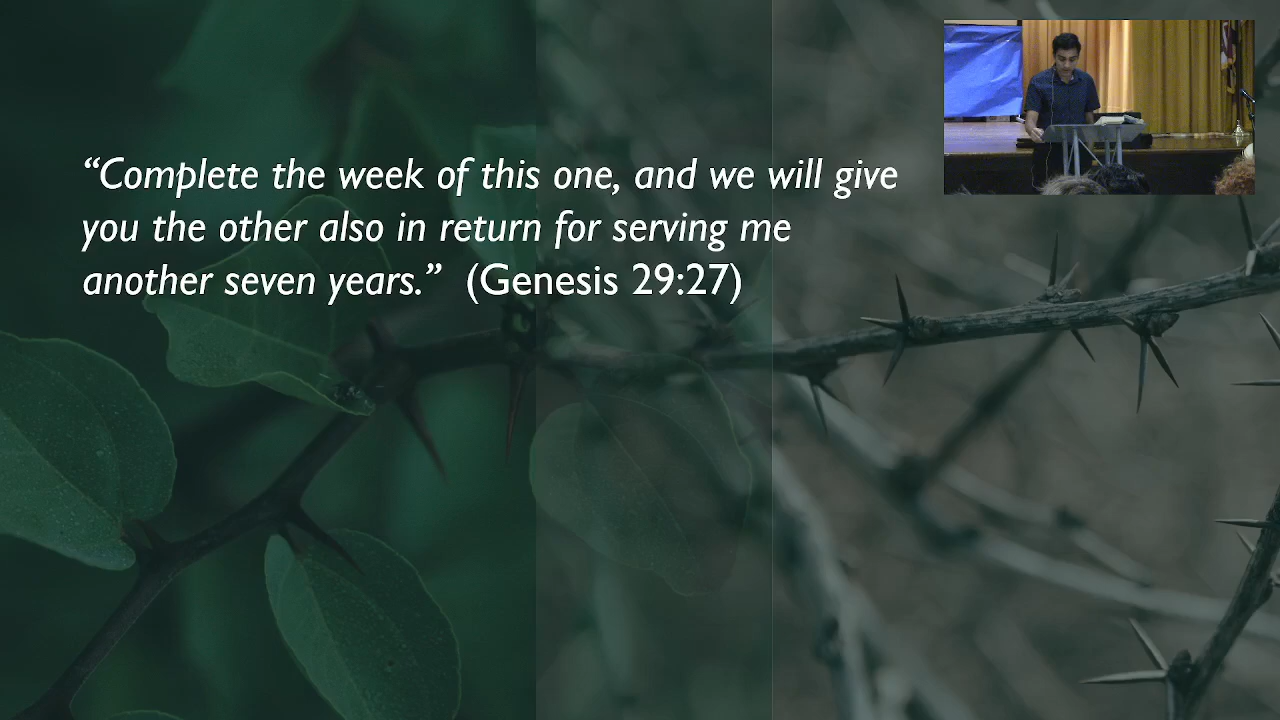 “Complete the week of this one, and we will give
you the other also in return for serving me
another seven years.” (Genesis 29:27)